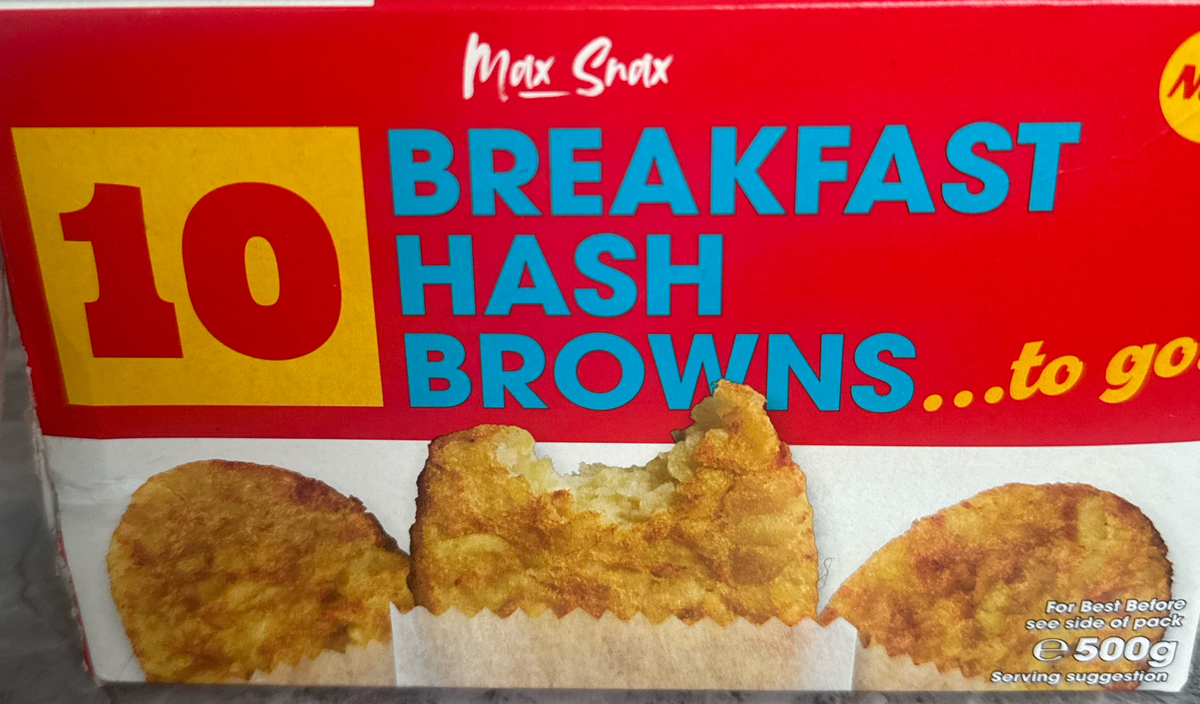 Max Snax
10
BREAKFAST
HASH
BROWNS...to go
For Best Before
see side of pack
℮ 500g
Serving suggestion